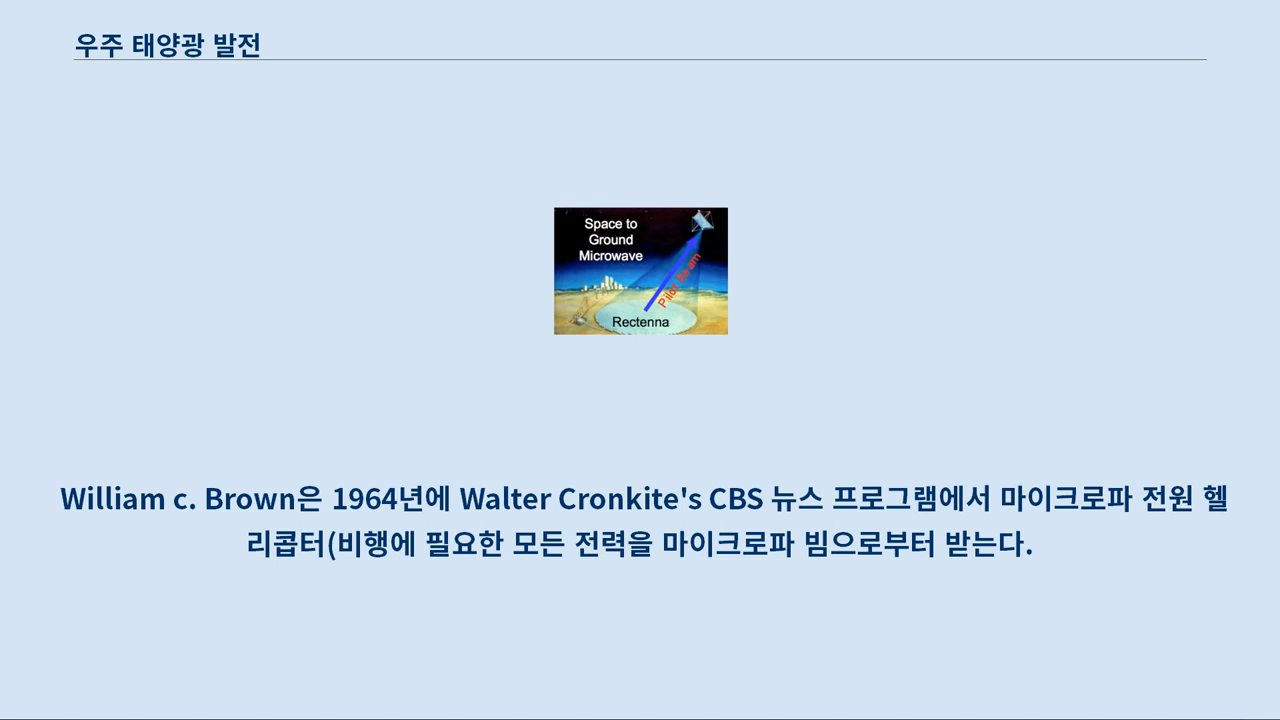 우주 태양광 발전
Space to
Ground
Microwave
Pilot Beam
Rectenna
William c. Brown은 1964년에 Walter Cronkite's CBS 뉴스 프로그램에서 마이크로파 전원 헬
리콥터(비행에 필요한 모든 전력을 마이크로파 빔으로부터 받는다.